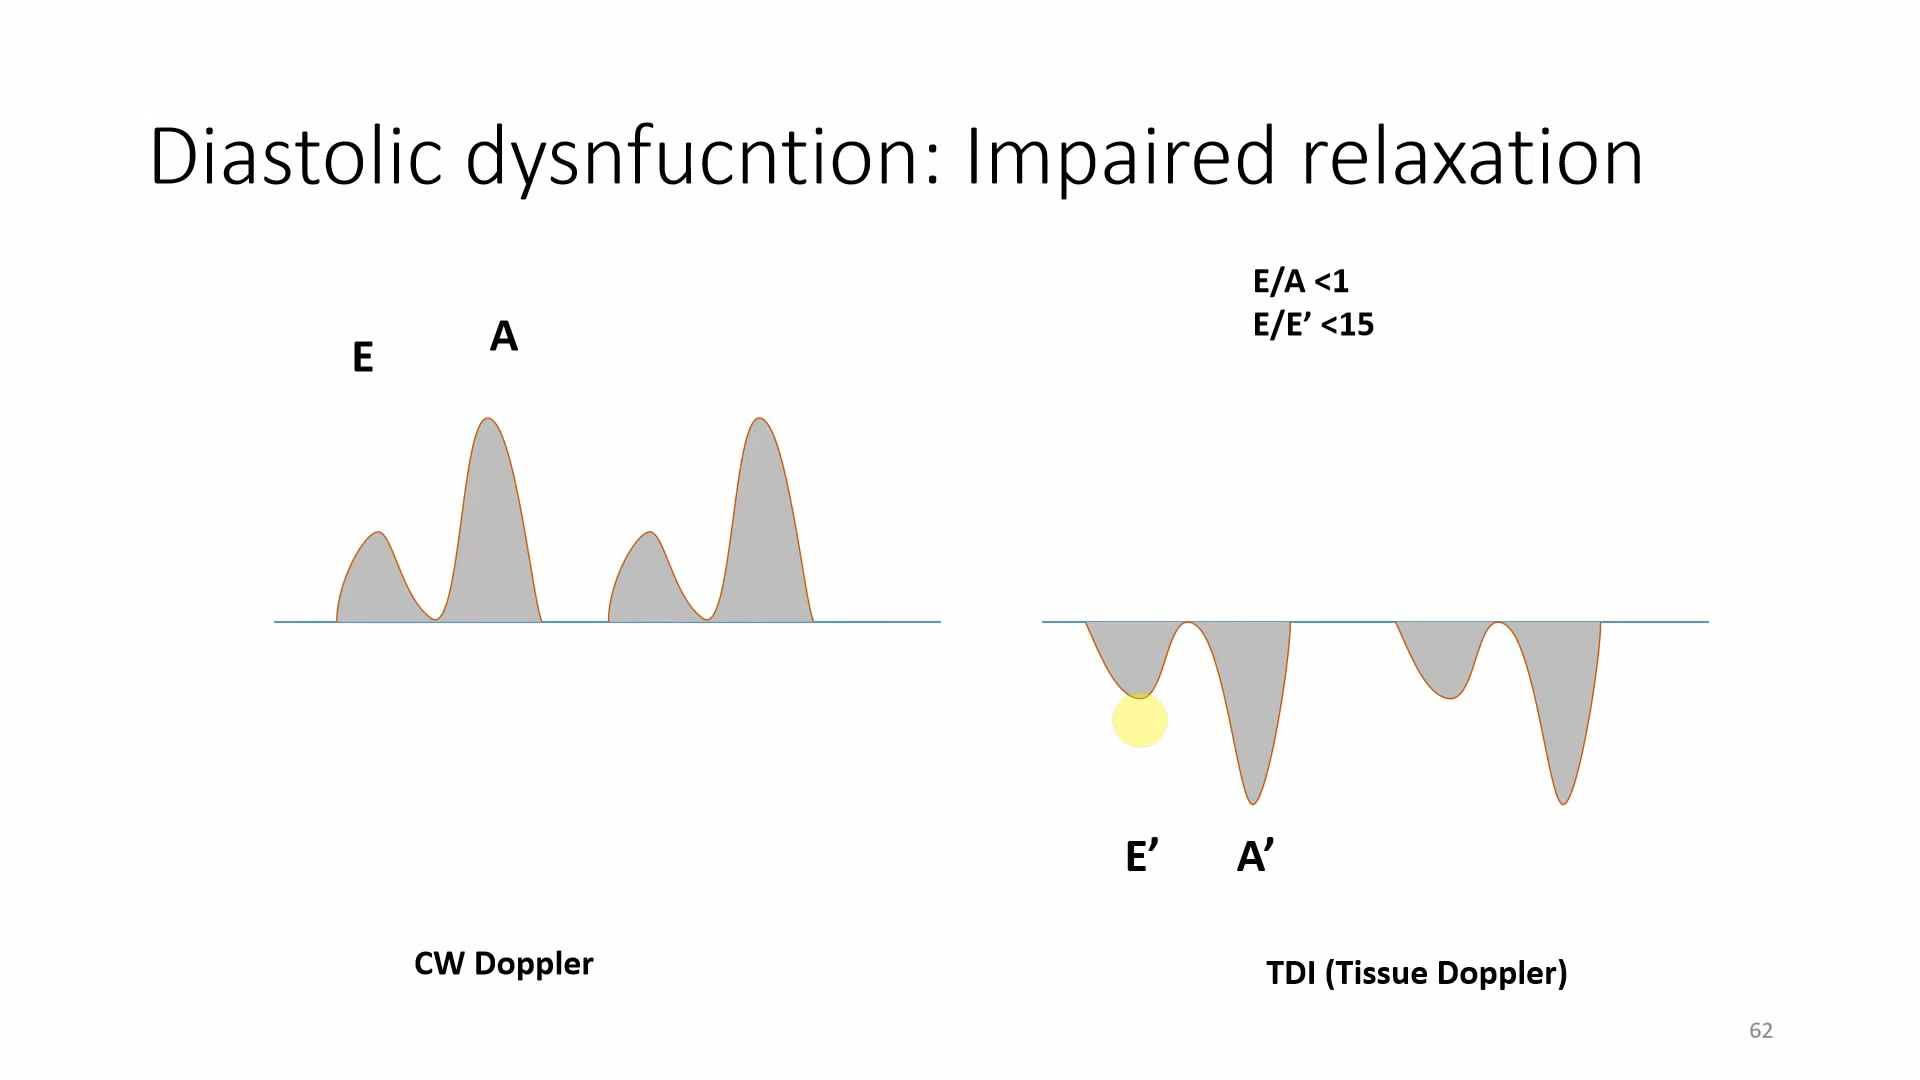 Diastolic dysnfucntion: Impaired relaxation
E/A <1
E/E’ <15
E
A
E’
A’
CW Doppler
TDI (Tissue Doppler)
62